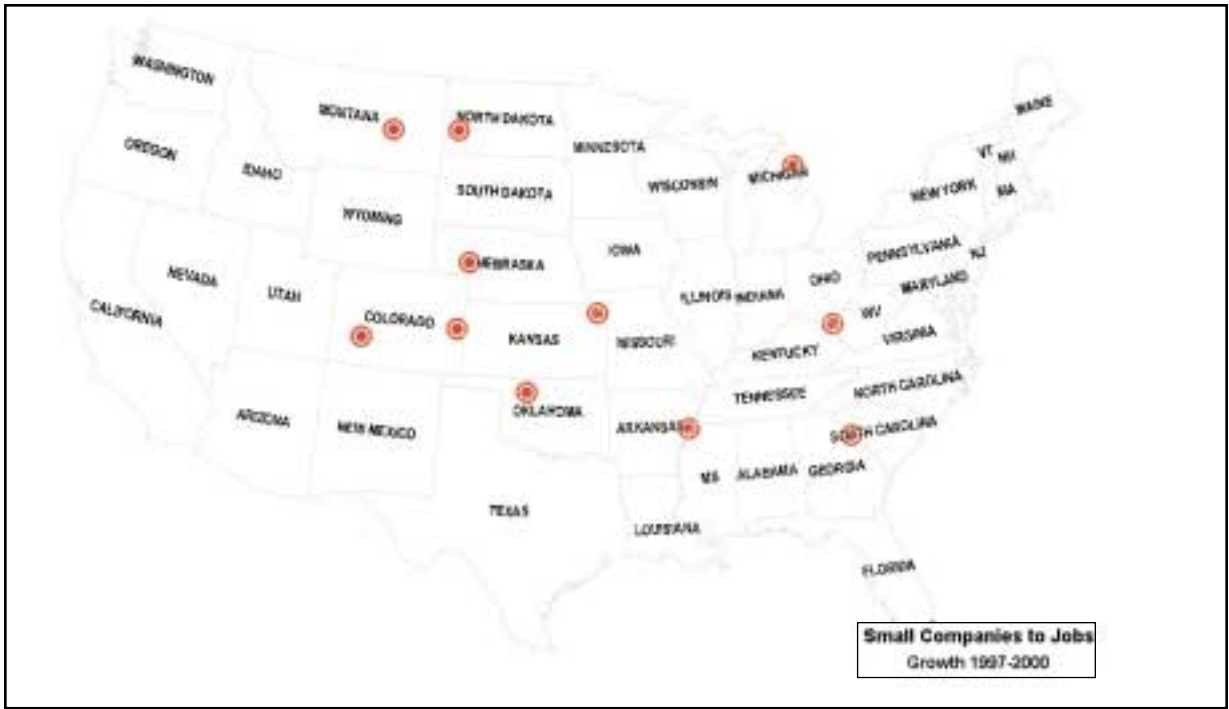 WASHINGTON
MONTANA
NORTH DAKOTA
MAINE
OREGON
IDAHO
MINNESOTA
VT
NH
WISCONSIN
MICHIGAN
SOUTH DAKOTA
NEW YORK
MA
WYOMING
IOWA
PENNSYLVANIA
NJ
NEBRASKA
NEVADA
UTAH
ILLINOIS
INDIANA
OHIO
MARYLAND
CALIFORNIA
COLORADO
KANSAS
MISSOURI
WV
KENTUCKY
VIRGINIA
TENNESSEE
NORTH CAROLINA
ARIZONA
NEW MEXICO
OKLAHOMA
ARKANSAS
SOUTH CAROLINA
MS
ALABAMA
GEORGIA
TEXAS
LOUISIANA
FLORIDA
Small Companies to Jobs
Growth 1997-2000